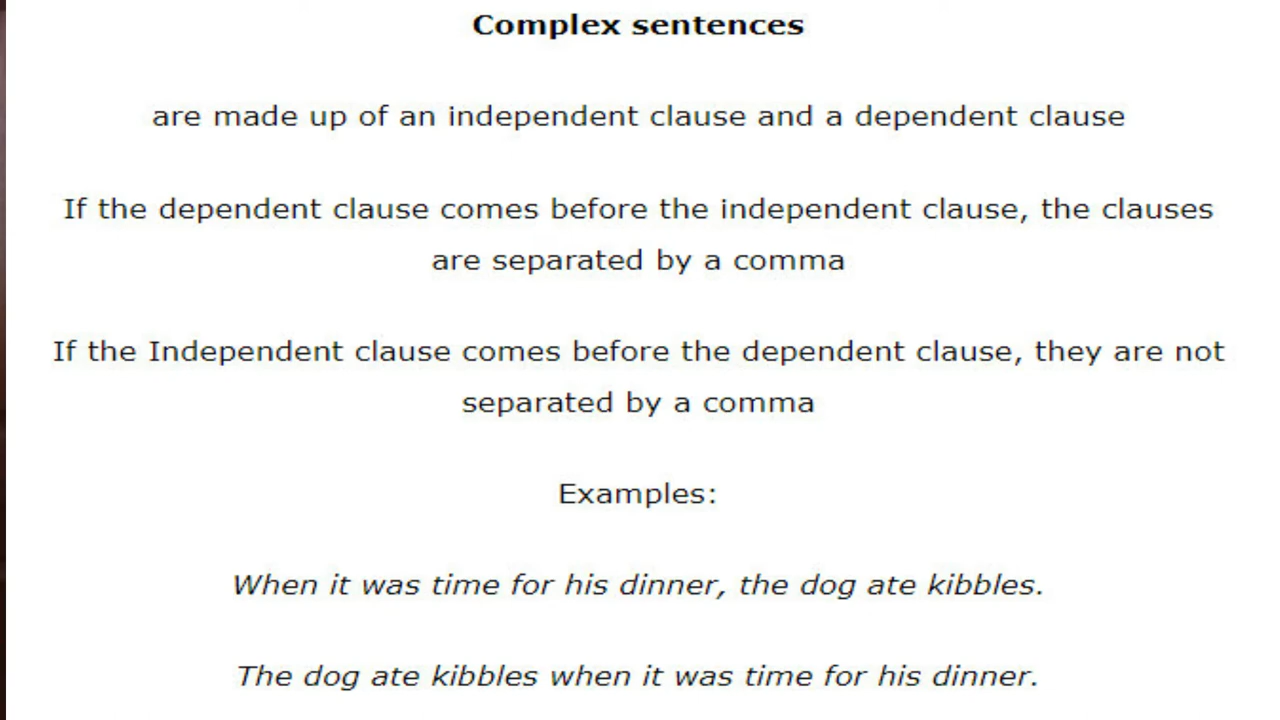 Complex sentences
are made up of an independent clause and a dependent clause
If the dependent clause comes before the independent clause, the clauses
are separated by a comma
If the Independent clause comes before the dependent clause, they are not
separated by a comma
Examples:
When it was time for his dinner, the dog ate kibbles.
The dog ate kibbles when it was time for his dinner.